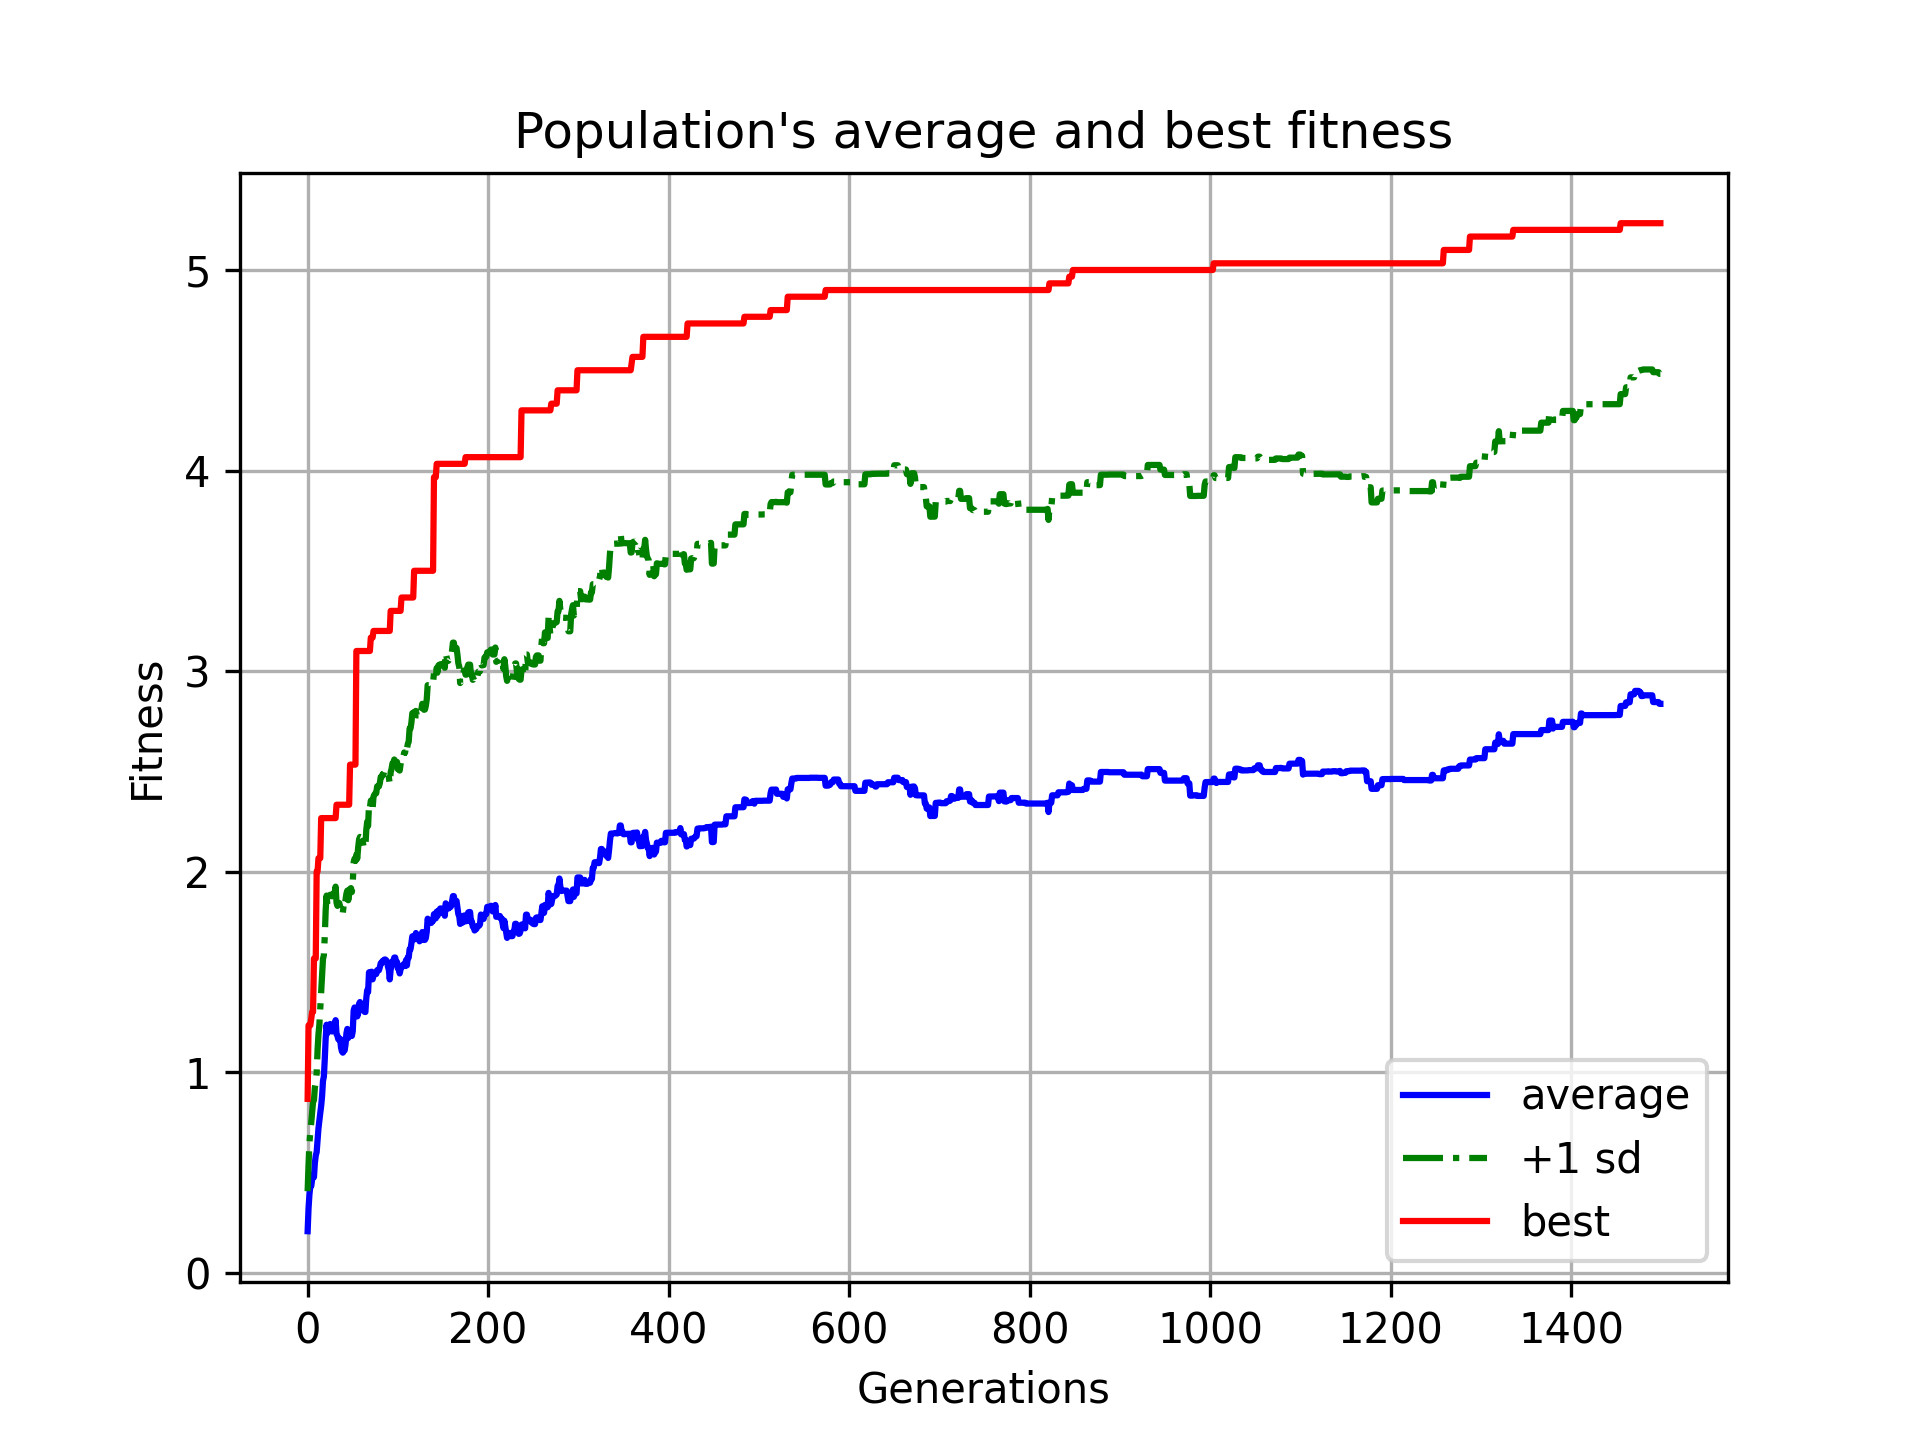 Population's average and best fitness
Fitness
5
4
3
2
1
0
0 200 400 600 800 1000 1200 1400
Generations
average
+1 sd
best